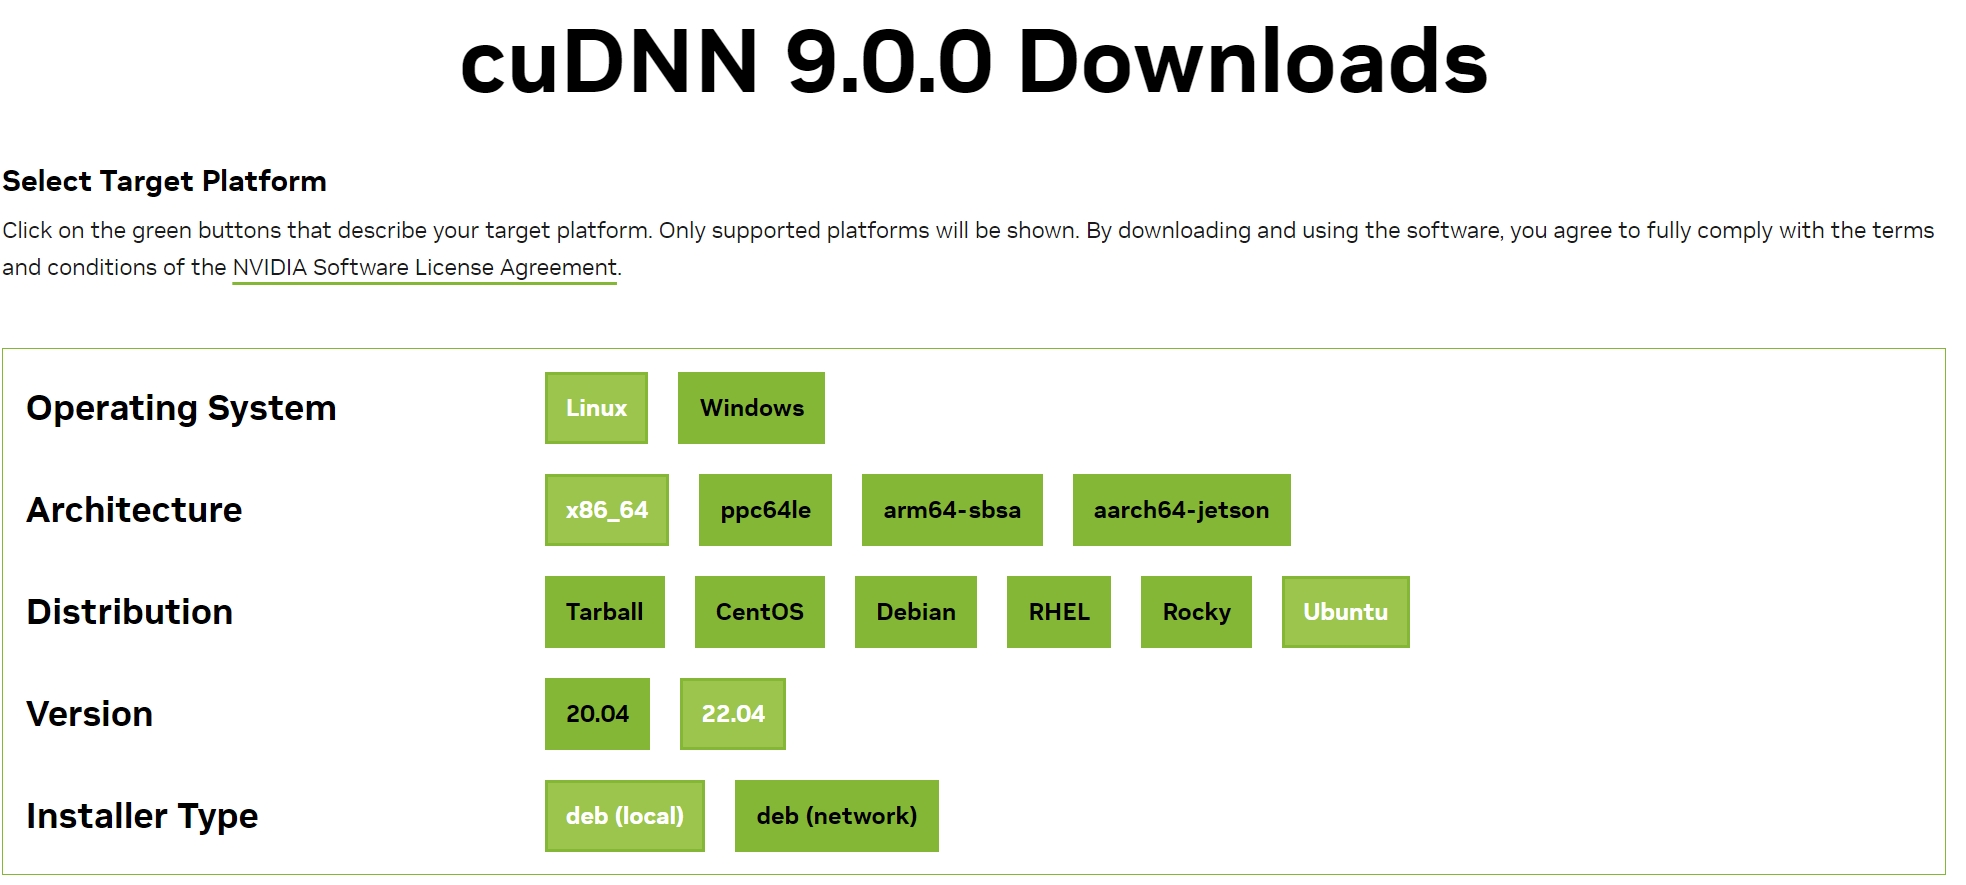 cuDNN 9.0.0 Downloads
Select Target Platform
Click on the green buttons that describe your target platform. Only supported platforms will be shown. By downloading and using the software, you agree to fully comply with the terms
and conditions of the NVIDIA Software License Agreement.
Operating System Linux Windows
Architecture x86_64 ppc64le arm64-sbsa aarch64-jetson
Distribution Tarball CentOS Debian RHEL Rocky Ubuntu
Version 20.04 22.04
Installer Type deb (local) deb (network)